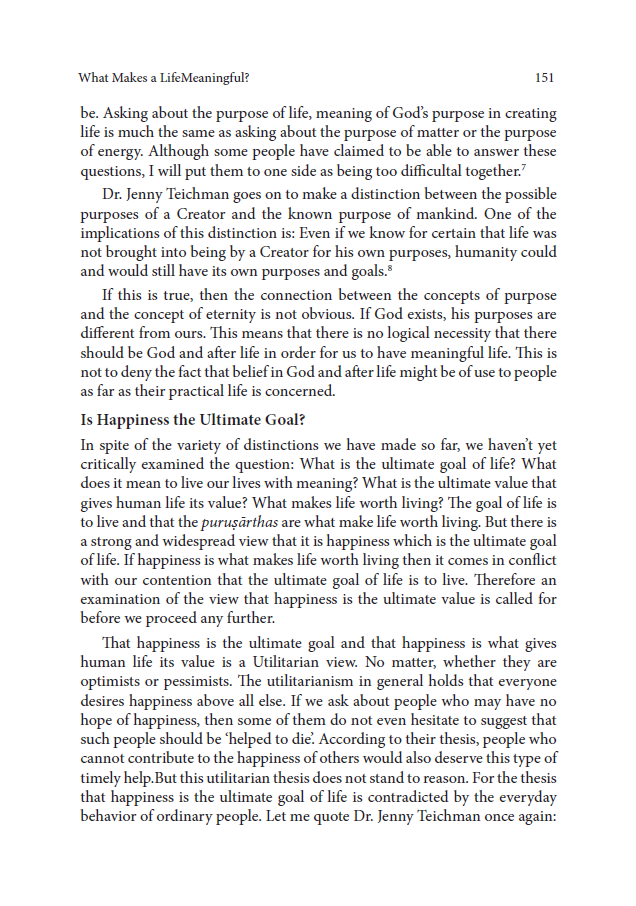 What Makes a LifeMeaningful? 151
be. Asking about the purpose of life, meaning of God's purpose in creating
life is much the same as asking about the purpose of matter or the purpose
of energy. Although some people have claimed to be able to answer these
questions, I will put them to one side as being too difficultal together.⁷
Dr. Jenny Teichman goes on to make a distinction between the possible
purposes of a Creator and the known purpose of mankind. One of the
implications of this distinction is: Even if we know for certain that life was
not brought into being by a Creator for his own purposes, humanity could
and would still have its own purposes and goals.⁸
If this is true, then the connection between the concepts of purpose
and the concept of eternity is not obvious. If God exists, his purposes are
different from ours. This means that there is no logical necessity that there
should be God and after life in order for us to have meaningful life. This is
not to deny the fact that belief in God and after life might be of use to people
as far as their practical life is concerned.
Is Happiness the Ultimate Goal?
In spite of the variety of distinctions we have made so far, we haven't yet
critically examined the question: What is the ultimate goal of life? What
does it mean to live our lives with meaning? What is the ultimate value that
gives human life its value? What makes life worth living? The goal of life is
to live and that the puruṣārthas are what make life worth living. But there is
a strong and widespread view that it is happiness which is the ultimate goal
of life. If happiness is what makes life worth living then it comes in conflict
with our contention that the ultimate goal of life is to live. Therefore an
examination of the view that happiness is the ultimate value is called for
before we proceed any further.
That happiness is the ultimate goal and that happiness is what gives
human life its value is a Utilitarian view. No matter, whether they are
optimists or pessimists. The utilitarianism in general holds that everyone
desires happiness above all else. If we ask about people who may have no
hope of happiness, then some of them do not even hesitate to suggest that
such people should be 'helped to die'. According to their thesis, people who
cannot contribute to the happiness of others would also deserve this type of
timely help.But this utilitarian thesis does not stand to reason. For the thesis
that happiness is the ultimate goal of life is contradicted by the everyday
behavior of ordinary people. Let me quote Dr. Jenny Teichman once again: